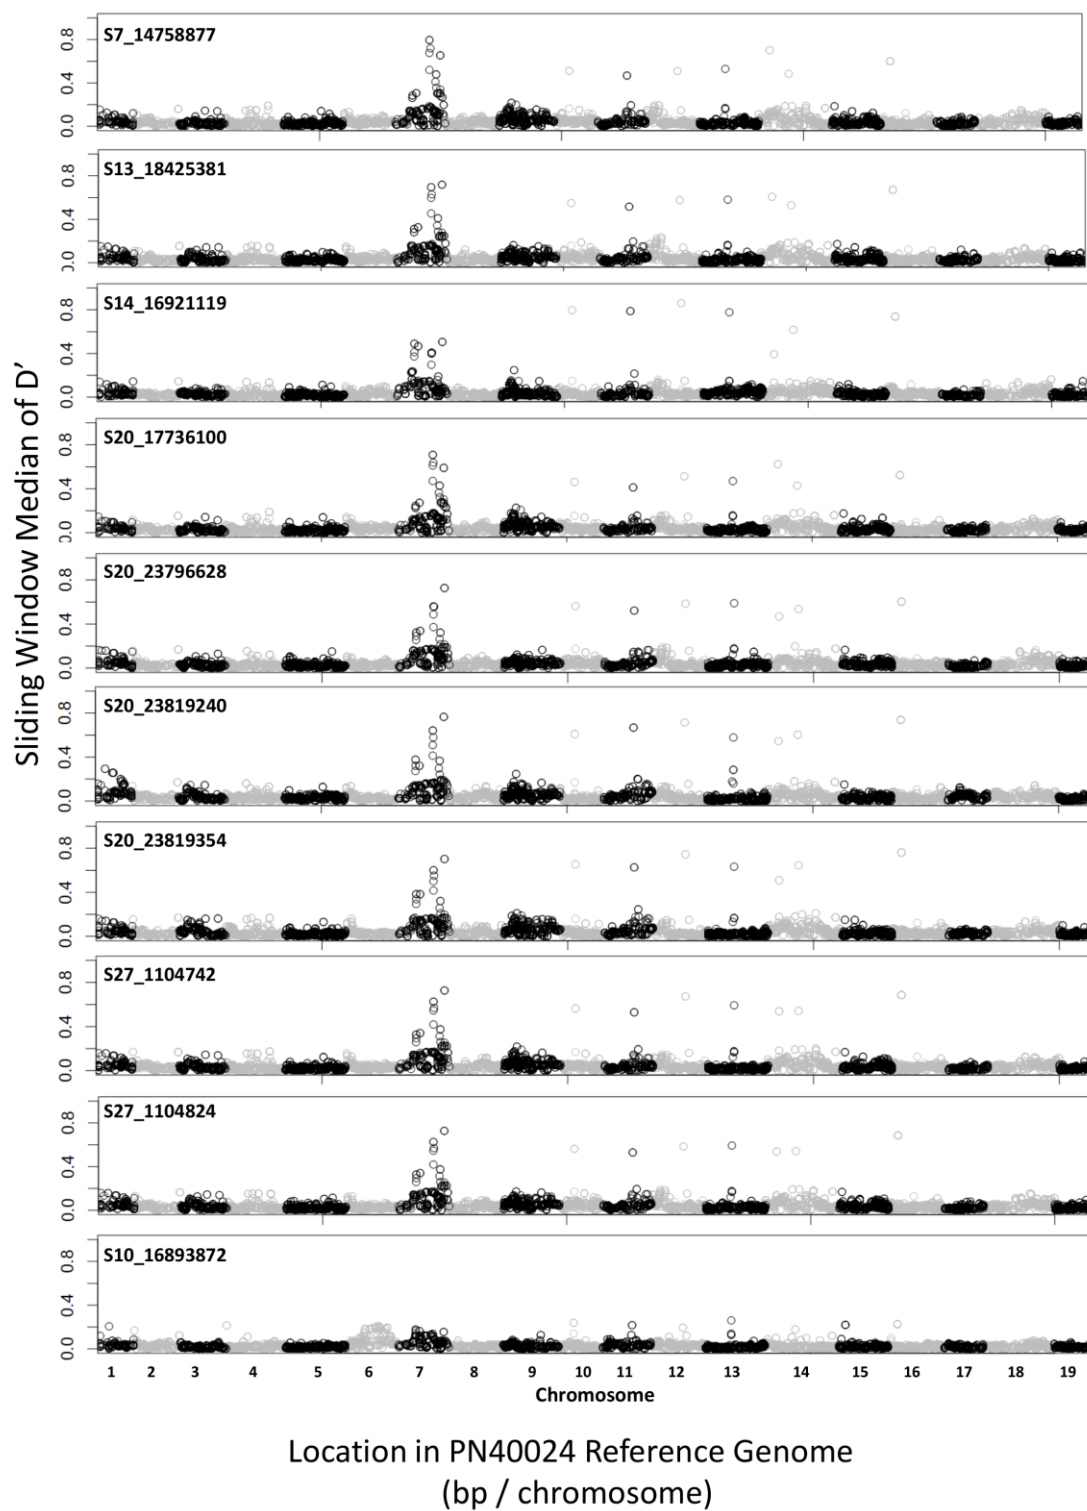 Sliding Window Median of D′
S7_14758877
0.8
0.4
0.0
S13_18425381
0.8
0.4
0.0
S14_16921119
0.8
0.4
0.0
S20_17736100
0.8
0.4
0.0
S20_23796628
0.8
0.4
0.0
S20_23819240
0.8
0.4
0.0
S20_23819354
0.8
0.4
0.0
S27_1104742
0.8
0.4
0.0
S27_1104824
0.8
0.4
0.0
S10_16893872
0.8
0.4
0.0
1 2 3 4 5 6 7 8 9 10 11 12 13 14 15 16 17 18 19
Chromosome
Location in PN40024 Reference Genome
(bp / chromosome)